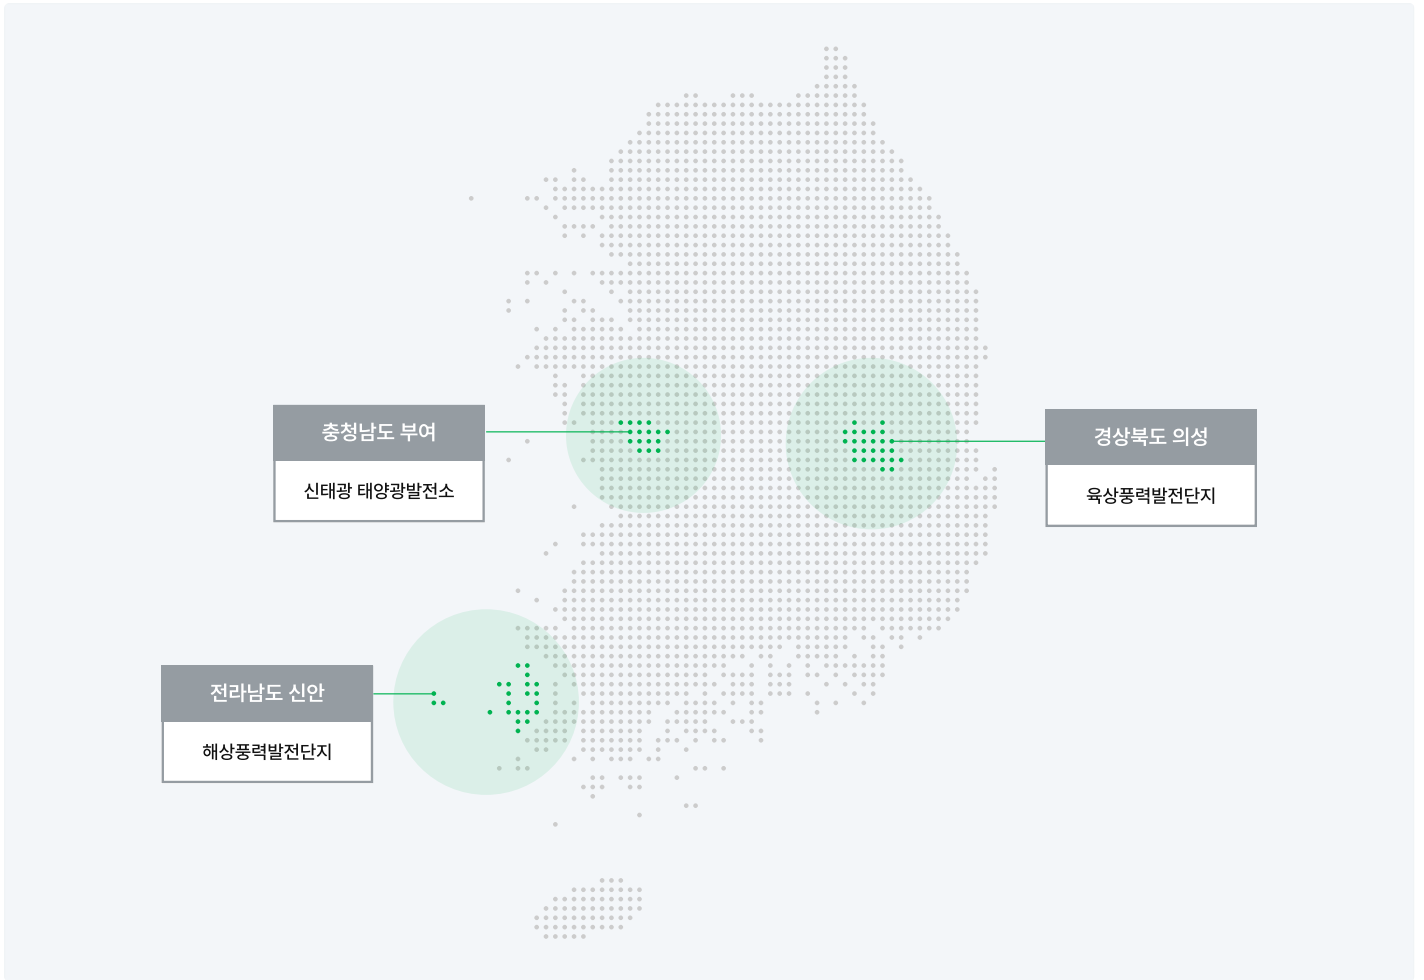 충청남도 부여
신태광 태양광발전소
경상북도 의성
육상풍력발전단지
전라남도 신안
해상풍력발전단지